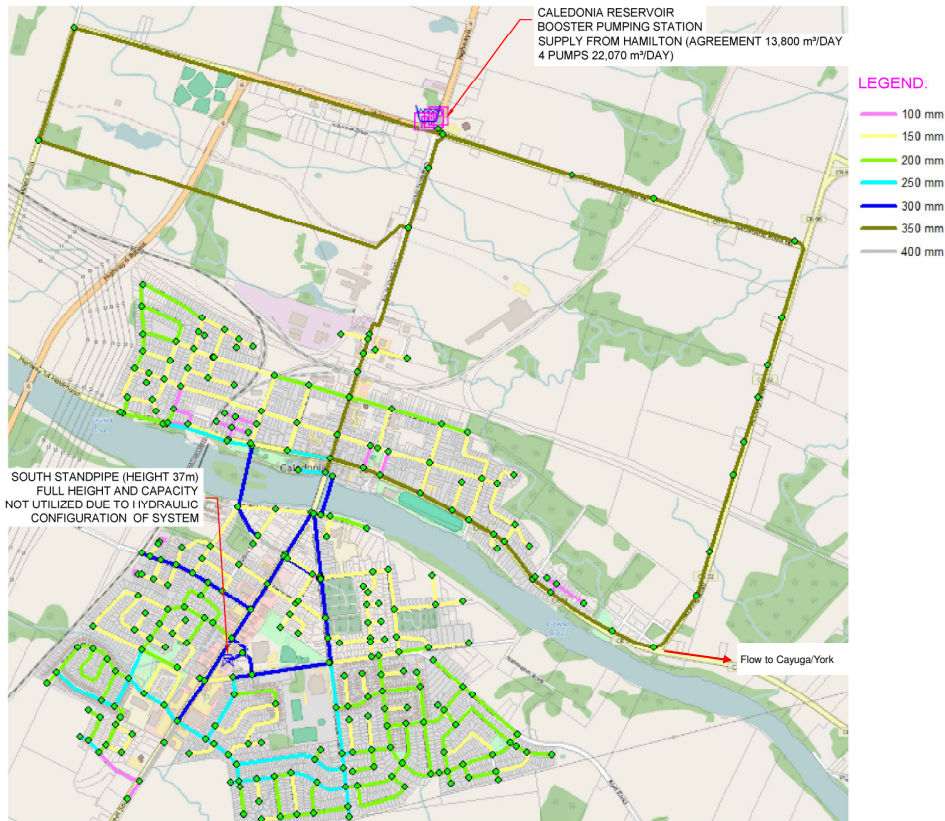 CALEDONIA RESERVOIR
BOOSTER PUMPING STATION
SUPPLY FROM HAMILTON (AGREEMENT 13,800 m³/DAY
4 PUMPS 22,070 m³/DAY)
LEGEND:
100 mm
150 mm
200 mm
250 mm
300 mm
350 mm
400 mm
Caledonia
SOUTH STANDPIPE (HEIGHT 37m)
FULL HEIGHT AND CAPACITY
NOT UTILIZED DUE TO HYDRAULIC
CONFIGURATION OF SYSTEM
Flow to Cayuga/York